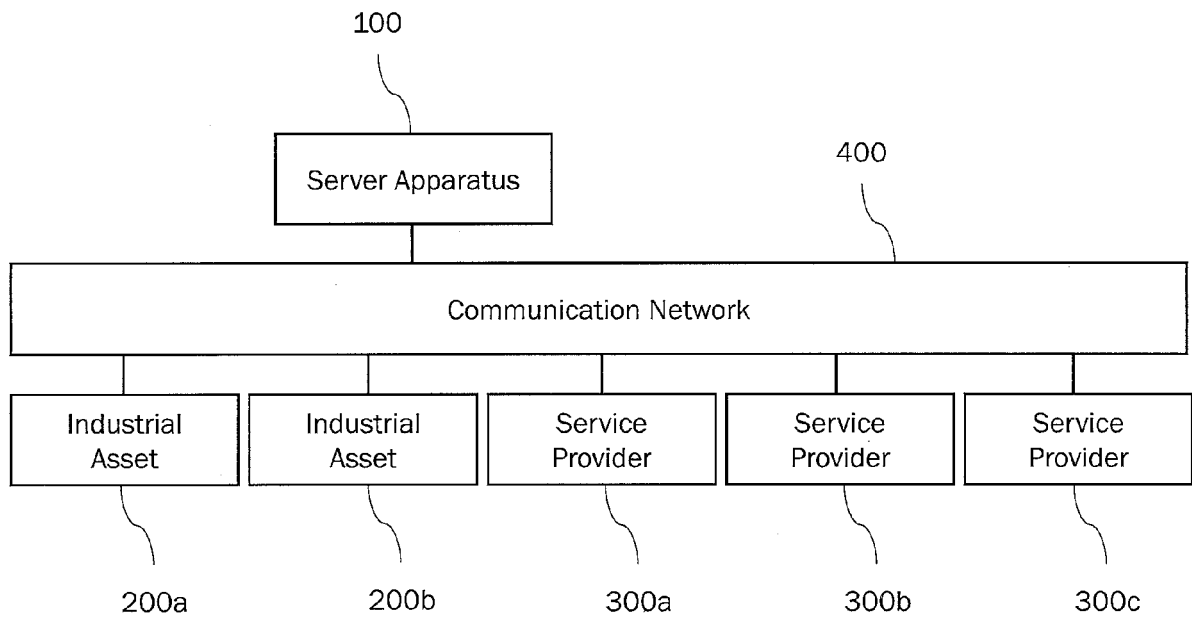 100
Server Apparatus
400
Communication Network
Industrial Asset
Industrial Asset
Service Provider
Service Provider
Service Provider
200a
200b
300a
300b
300c